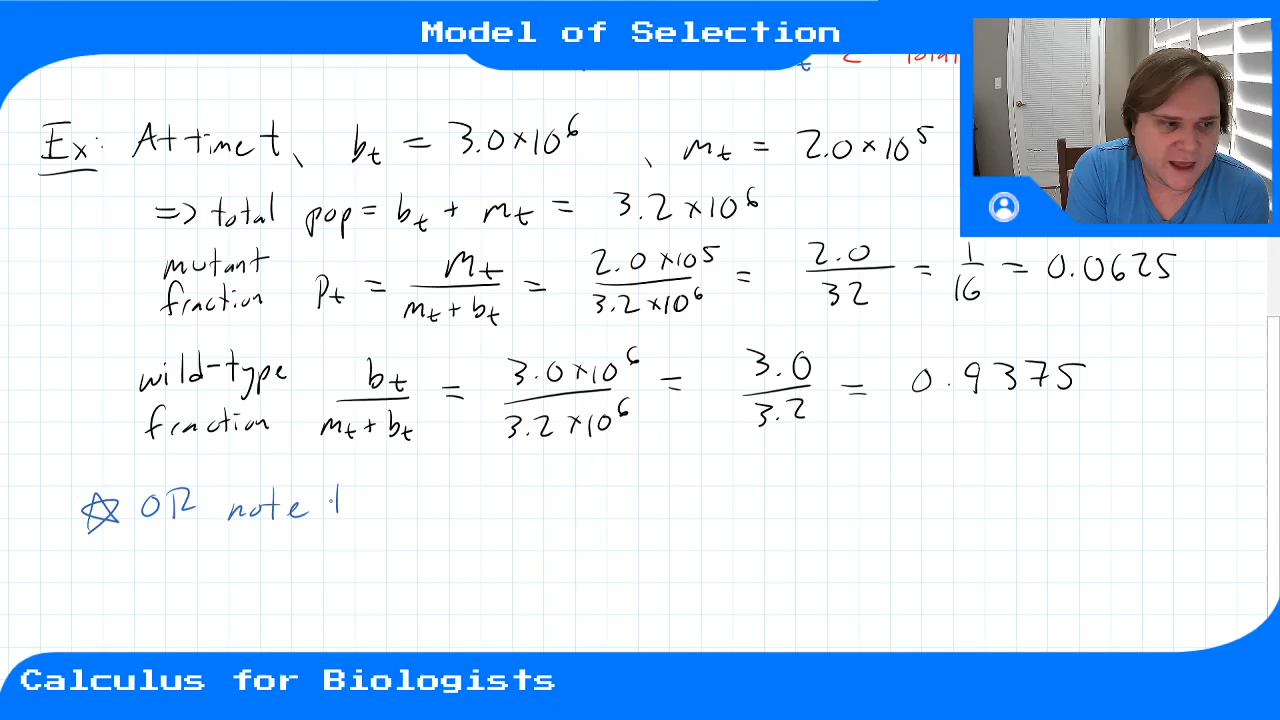 Model of Selection
Ex: At time t, b_t = 3.0×10^6, m_t = 2.0×10^5
=> total pop = b_t + m_t = 3.2×10^6
mutant fraction p_t = m_t/(m_t + b_t) = (2.0×10^5)/(3.2×10^6) = 2.0/32 = 1/16 = 0.0625
wild-type fraction b_t/(m_t + b_t) = (3.0×10^6)/(3.2×10^6) = 3.0/3.2 = 0.9375
☆ OR note
Calculus for Biologists